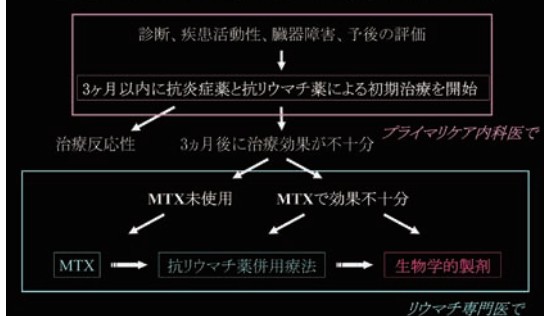 診断、疾患活動性、臓器障害、予後の評価
3ヶ月以内に抗炎症薬と抗リウマチ薬による初期治療を開始
治療反応性 3ヵ月後に治療効果が不十分
プライマリケア内科医で
MTX未使用 MTXで効果不十分
MTX 抗リウマチ薬併用療法 生物学的製剤
リウマチ専門医で